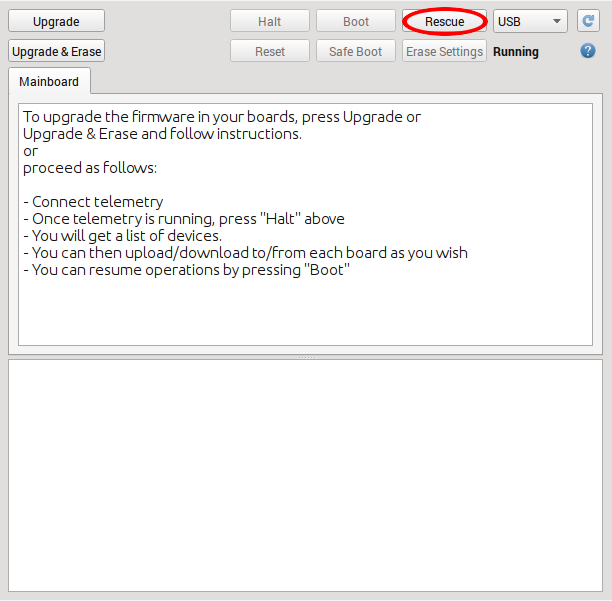 Upgrade Halt Boot Rescue USB
Upgrade & Erase Reset Safe Boot Erase Settings Running ?
Mainboard
To upgrade the firmware in your boards, press Upgrade or
Upgrade & Erase and follow instructions.
or
proceed as follows:
- Connect telemetry
- Once telemetry is running, press "Halt" above
- You will get a list of devices.
- You can then upload/download to/from each board as you wish
- You can resume operations by pressing "Boot"